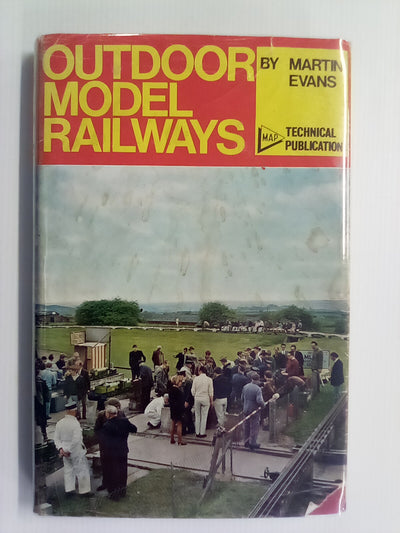 OUTDOOR
MODEL
RAILWAYS
BY MARTIN
EVANS
MAP
TECHNICAL
PUBLICATION